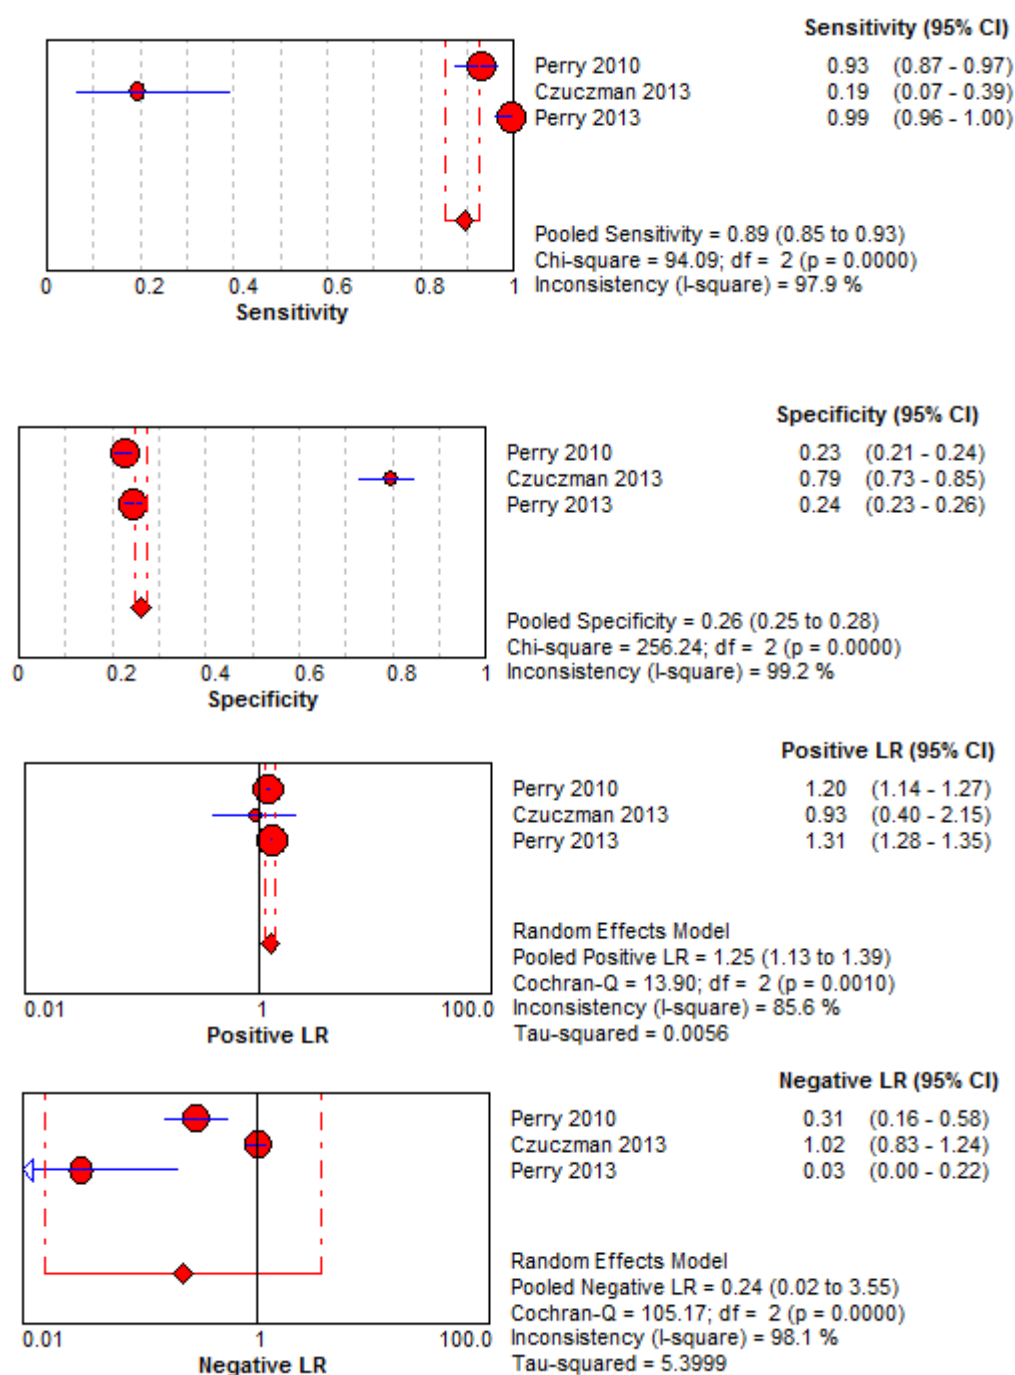 Sensitivity (95% CI)
Perry 2010 0.93 (0.87 - 0.97)
Czuczman 2013 0.19 (0.07 - 0.39)
Perry 2013 0.99 (0.96 - 1.00)
Pooled Sensitivity = 0.89 (0.85 to 0.93)
Chi-square = 94.09; df = 2 (p = 0.0000)
Inconsistency (I-square) = 97.9 %
0 0.2 0.4 0.6 0.8 1
Sensitivity
Specificity (95% CI)
Perry 2010 0.23 (0.21 - 0.24)
Czuczman 2013 0.79 (0.73 - 0.85)
Perry 2013 0.24 (0.23 - 0.26)
Pooled Specificity = 0.26 (0.25 to 0.28)
Chi-square = 256.24; df = 2 (p = 0.0000)
Inconsistency (I-square) = 99.2 %
0 0.2 0.4 0.6 0.8 1
Specificity
Positive LR (95% CI)
Perry 2010 1.20 (1.14 - 1.27)
Czuczman 2013 0.93 (0.40 - 2.15)
Perry 2013 1.31 (1.28 - 1.35)
Random Effects Model
Pooled Positive LR = 1.25 (1.13 to 1.39)
Cochran-Q = 13.90; df = 2 (p = 0.0010)
Inconsistency (I-square) = 85.6 %
Tau-squared = 0.0056
0.01 1 100.0
Positive LR
Negative LR (95% CI)
Perry 2010 0.31 (0.16 - 0.58)
Czuczman 2013 1.02 (0.83 - 1.24)
Perry 2013 0.03 (0.00 - 0.22)
Random Effects Model
Pooled Negative LR = 0.24 (0.02 to 3.55)
Cochran-Q = 105.17; df = 2 (p = 0.0000)
Inconsistency (I-square) = 98.1 %
Tau-squared = 5.3999
0.01 1 100.0
Negative LR